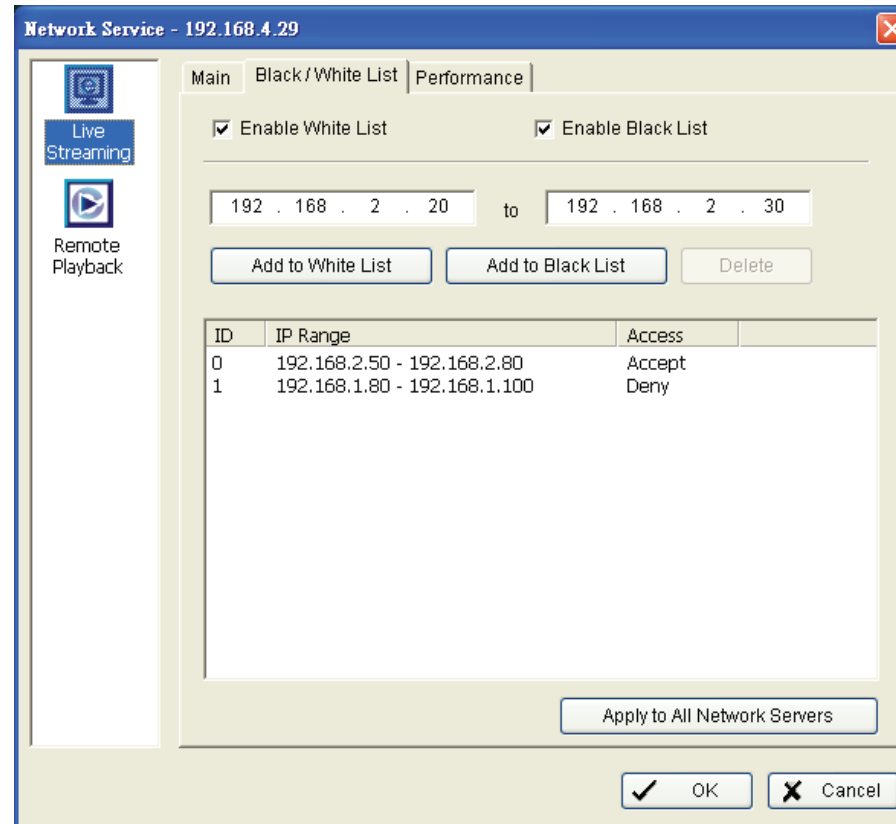 Network Service - 192.168.4.29
Live
Streaming
Remote
Playback
Main Black / White List Performance
Enable White List Enable Black List
192 . 168 . 2 . 20 to 192 . 168 . 2 . 30
Add to White List Add to Black List Delete
ID IP Range Access
0 192.168.2.50 - 192.168.2.80 Accept
1 192.168.1.80 - 192.168.1.100 Deny
Apply to All Network Servers
OK Cancel